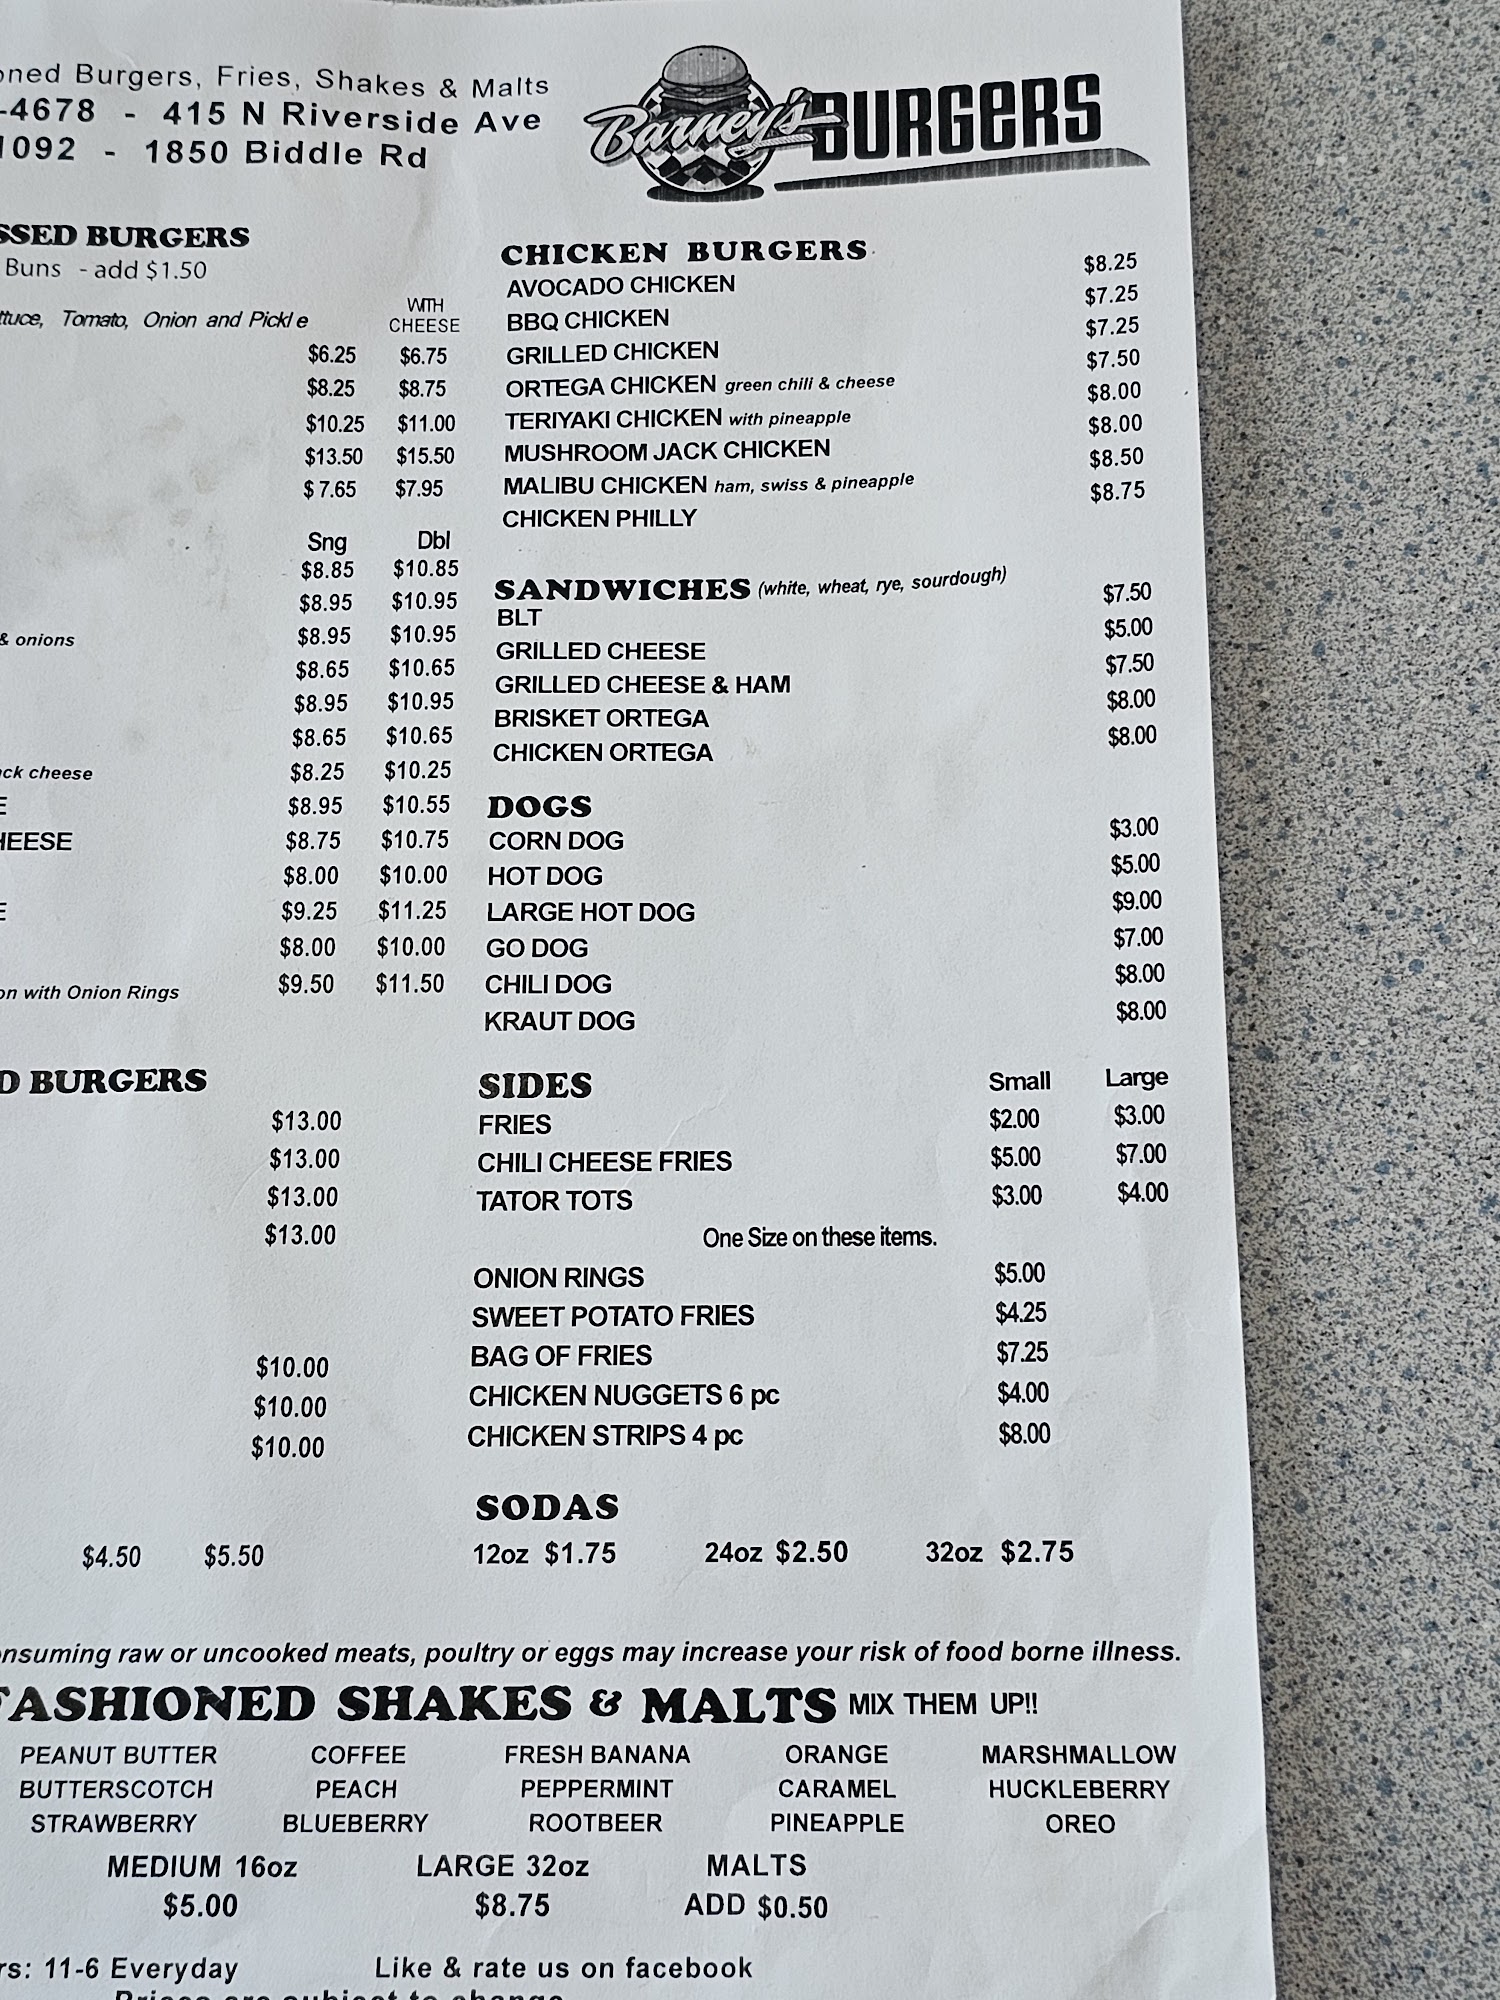 oned Burgers, Fries, Shakes & Malts
-4678 - 415 N Riverside Ave
1092 - 1850 Biddle Rd
Barney's BURGERS
SSED BURGERS
Buns - add $1.50
ttuce, Tomato, Onion and Pickle
WITH
CHEESE
$6.25 $6.75
$8.25 $8.75
$10.25 $11.00
$13.50 $15.50
$7.65 $7.95
Sng Dbl
$8.85 $10.85
$8.95 $10.95
& onions $8.95 $10.95
$8.65 $10.65
$8.95 $10.95
$8.65 $10.65
ck cheese $8.25 $10.25
E $8.95 $10.55
HEESE $8.75 $10.75
$8.00 $10.00
E $9.25 $11.25
$8.00 $10.00
on with Onion Rings $9.50 $11.50
D BURGERS
$13.00
$13.00
$13.00
$13.00
$10.00
$10.00
$10.00
$4.50 $5.50
CHICKEN BURGERS
AVOCADO CHICKEN $8.25
BBQ CHICKEN $7.25
GRILLED CHICKEN $7.25
ORTEGA CHICKEN green chili & cheese $7.50
TERIYAKI CHICKEN with pineapple $8.00
MUSHROOM JACK CHICKEN $8.00
MALIBU CHICKEN ham, swiss & pineapple $8.50
CHICKEN PHILLY $8.75
SANDWICHES (white, wheat, rye, sourdough)
BLT $7.50
GRILLED CHEESE $5.00
GRILLED CHEESE & HAM $7.50
BRISKET ORTEGA $8.00
CHICKEN ORTEGA $8.00
DOGS
CORN DOG $3.00
HOT DOG $5.00
LARGE HOT DOG $9.00
GO DOG $7.00
CHILI DOG $8.00
KRAUT DOG $8.00
SIDES Small Large
FRIES $2.00 $3.00
CHILI CHEESE FRIES $5.00 $7.00
TATOR TOTS $3.00 $4.00
One Size on these items.
ONION RINGS $5.00
SWEET POTATO FRIES $4.25
BAG OF FRIES $7.25
CHICKEN NUGGETS 6 pc $4.00
CHICKEN STRIPS 4 pc $8.00
SODAS
12oz $1.75 24oz $2.50 32oz $2.75
onsuming raw or uncooked meats, poultry or eggs may increase your risk of food borne illness.
FASHIONED SHAKES & MALTS MIX THEM UP!!
PEANUT BUTTER COFFEE FRESH BANANA ORANGE MARSHMALLOW
BUTTERSCOTCH PEACH PEPPERMINT CARAMEL HUCKLEBERRY
STRAWBERRY BLUEBERRY ROOTBEER PINEAPPLE OREO
MEDIUM 16oz LARGE 32oz MALTS
$5.00 $8.75 ADD $0.50
rs: 11-6 Everyday Like & rate us on facebook
Prices are subject to change